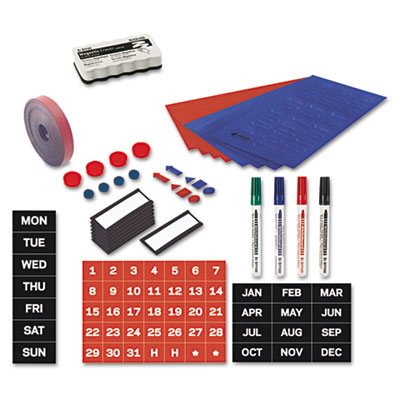 Magnetic
MON
TUE
WED
THU
FRI
SAT
SUN
1 2 3 4 5 6 7
8 9 10 11 12 13 14
15 16 17 18 19 20 21
22 23 24 25 26 27 28
29 30 31 H H * *
JAN FEB MAR
APR MAY JUN
JUL AUG SEP
OCT NOV DEC